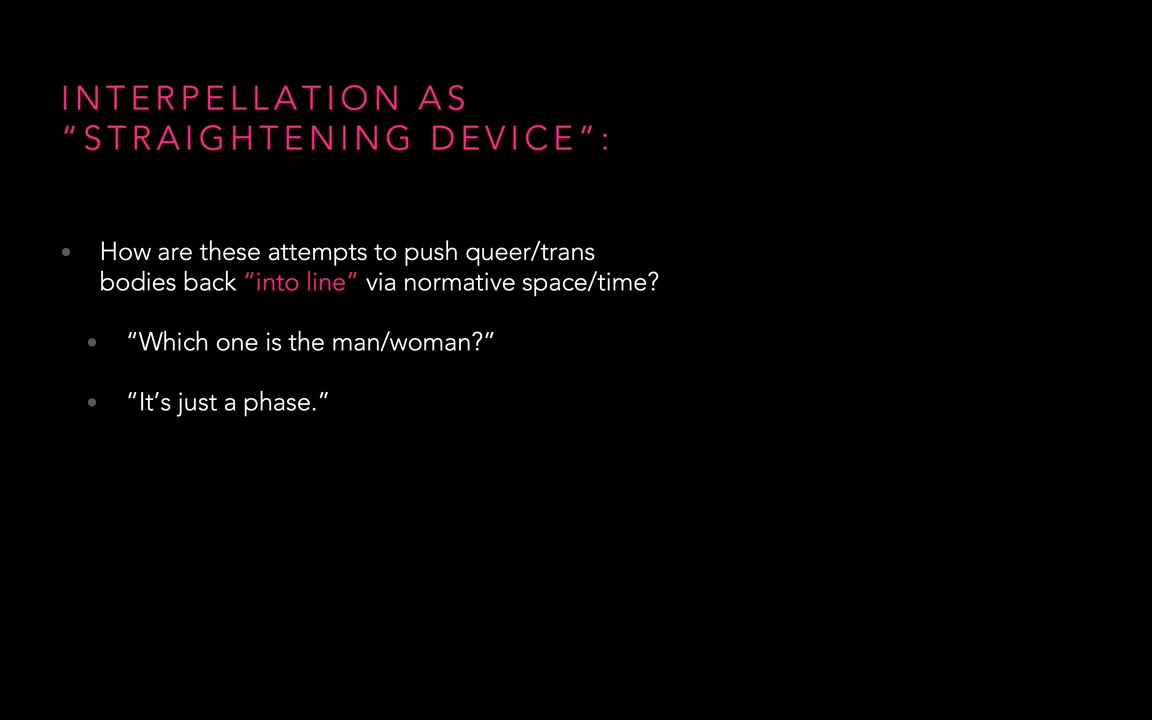 INTERPELLATION AS
“STRAIGHTENING DEVICE”:
• How are these attempts to push queer/trans
bodies back “into line” via normative space/time?
• “Which one is the man/woman?”
• “It’s just a phase.”